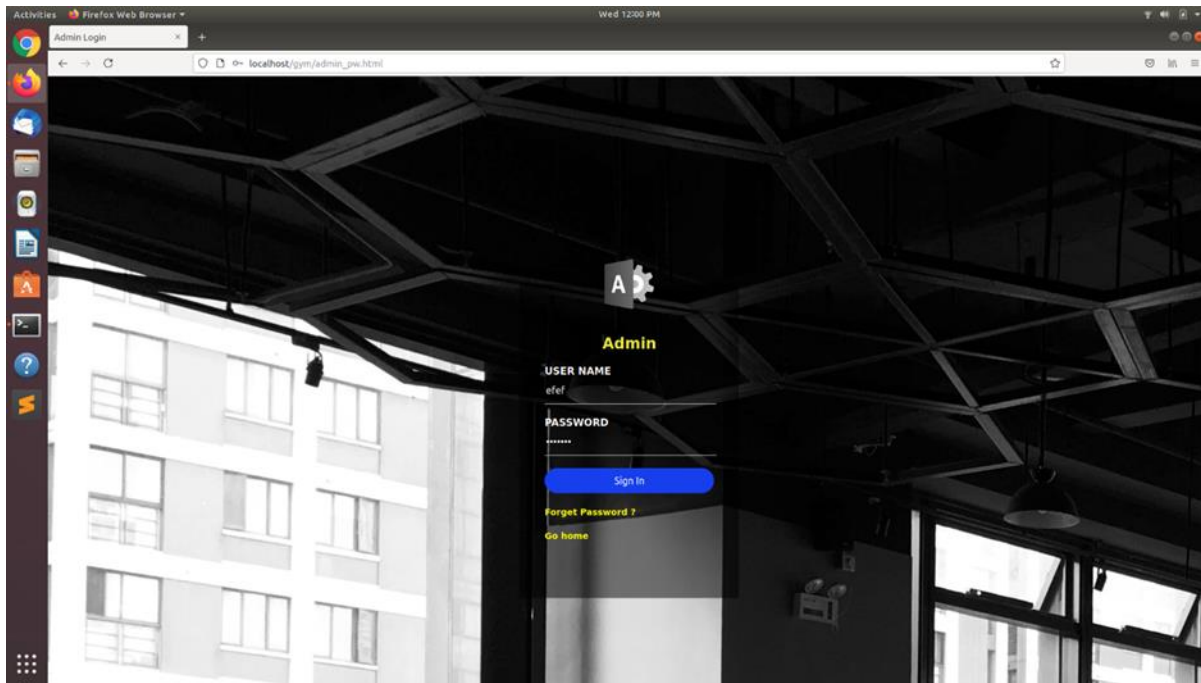 Activities Firefox Web Browser Wed 12:00 PM
Admin Login
localhost/gym/admin_pw.html
A
Admin
USER NAME
efef
PASSWORD
•••••••
Sign In
Forget Password ?
Go home